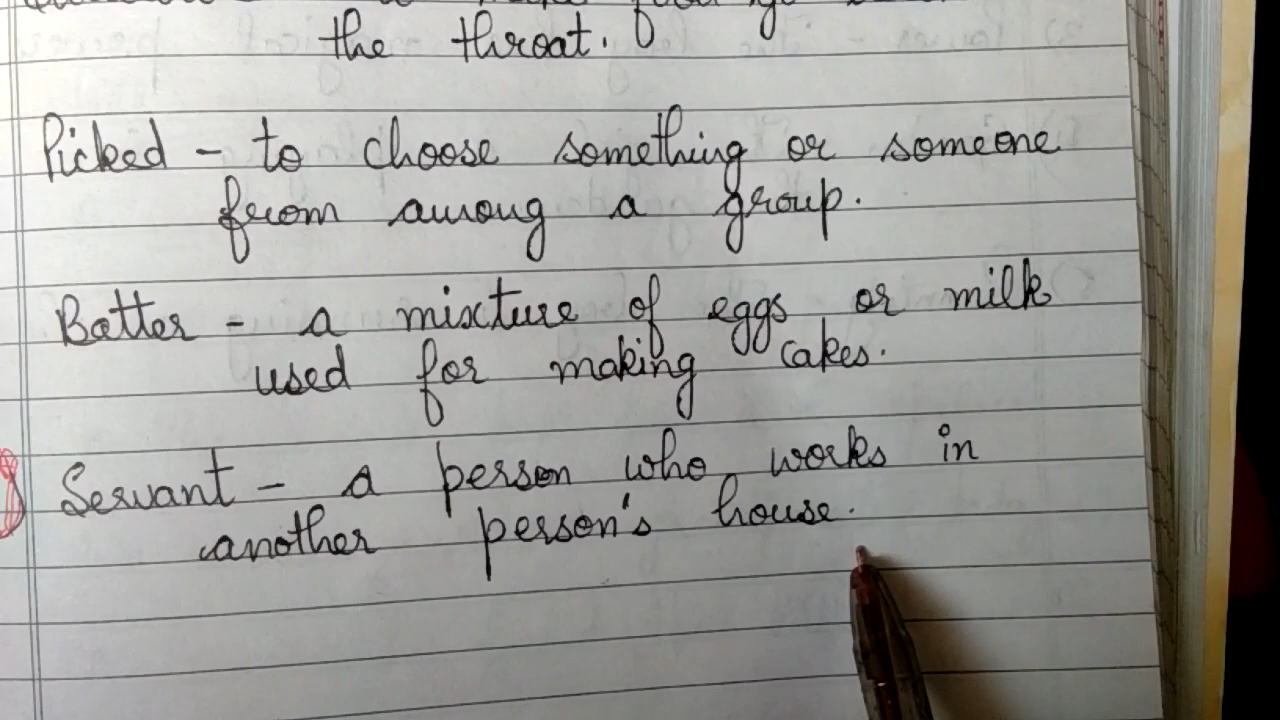 the throat.
Picked - to choose something or someone
from among a group.
Batter - a mixture of eggs or milk
used for making cakes.
Servant - a person who works in
another person's house.